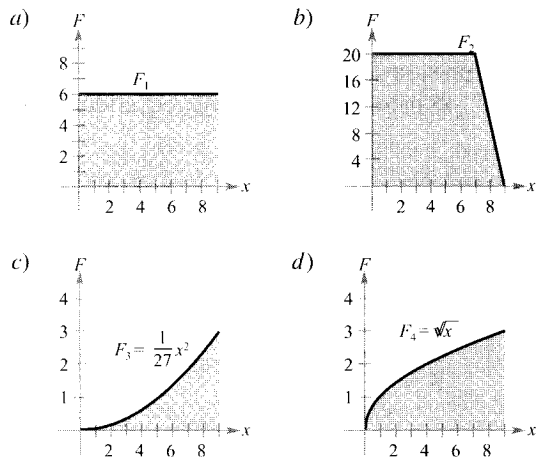 a)
F
8
6
4
2
F₁
2 4 6 8 x
b)
F
20
16
12
8
4
F₂
2 4 6 8 x
c)
F
4
3
2
1
F₃ = 1/27 x²
2 4 6 8 x
d)
F
4
3
2
1
F₄ = √x
2 4 6 8 x